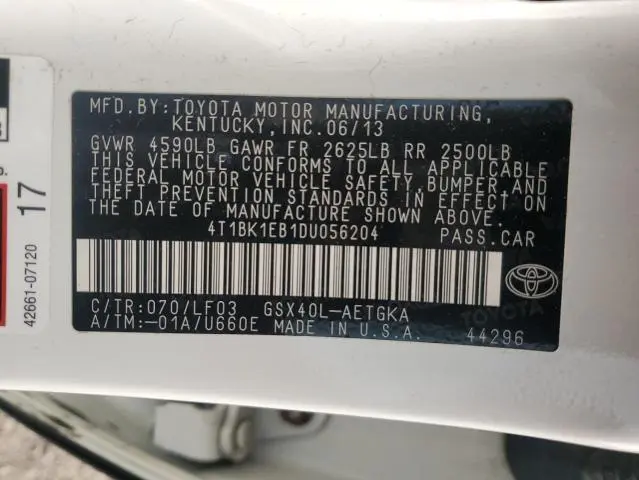 MFD.BY:TOYOTA MOTOR MANUFACTURING,
KENTUCKY,INC.06/13
GVWR 4590LB GAWR FR 2625LB RR 2500LB
THIS VEHICLE CONFORMS TO ALL APPLICABLE
FEDERAL MOTOR VEHICLE SAFETY,BUMPER,AND
THEFT PREVENTION STANDARDS IN EFFECT ON
THE DATE OF MANUFACTURE SHOWN ABOVE.
4T1BK1EB1DU056204 PASS.CAR
C/TR:070/LF03 GSX40L-AETGKA
A/TM:-01A/U660E MADE IN U.S.A. 44296
TOYOTA
17
42661-07120